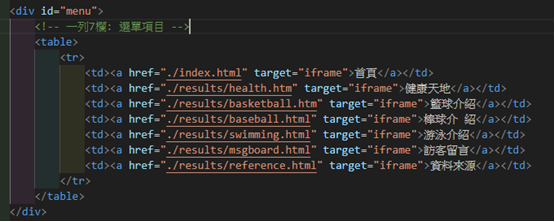 <div id="menu">
<!-- 一列7欄: 選單項目 -->
<table>
<tr>
<td><a href="./index.html" target="iframe">首頁</a></td>
<td><a href="./results/health.htm" target="iframe">健康天地</a></td>
<td><a href="./results/basketball.htm" target="iframe">籃球介紹</a></td>
<td><a href="./results/baseball.html" target="iframe">棒球介 紹</a></td>
<td><a href="./results/swimming.html" target="iframe">游泳介紹</a></td>
<td><a href="./results/msgboard.html" target="iframe">訪客留言</a></td>
<td><a href="./results/reference.html" target="iframe">資料來源</a></td>
</tr>
</table>
</div>